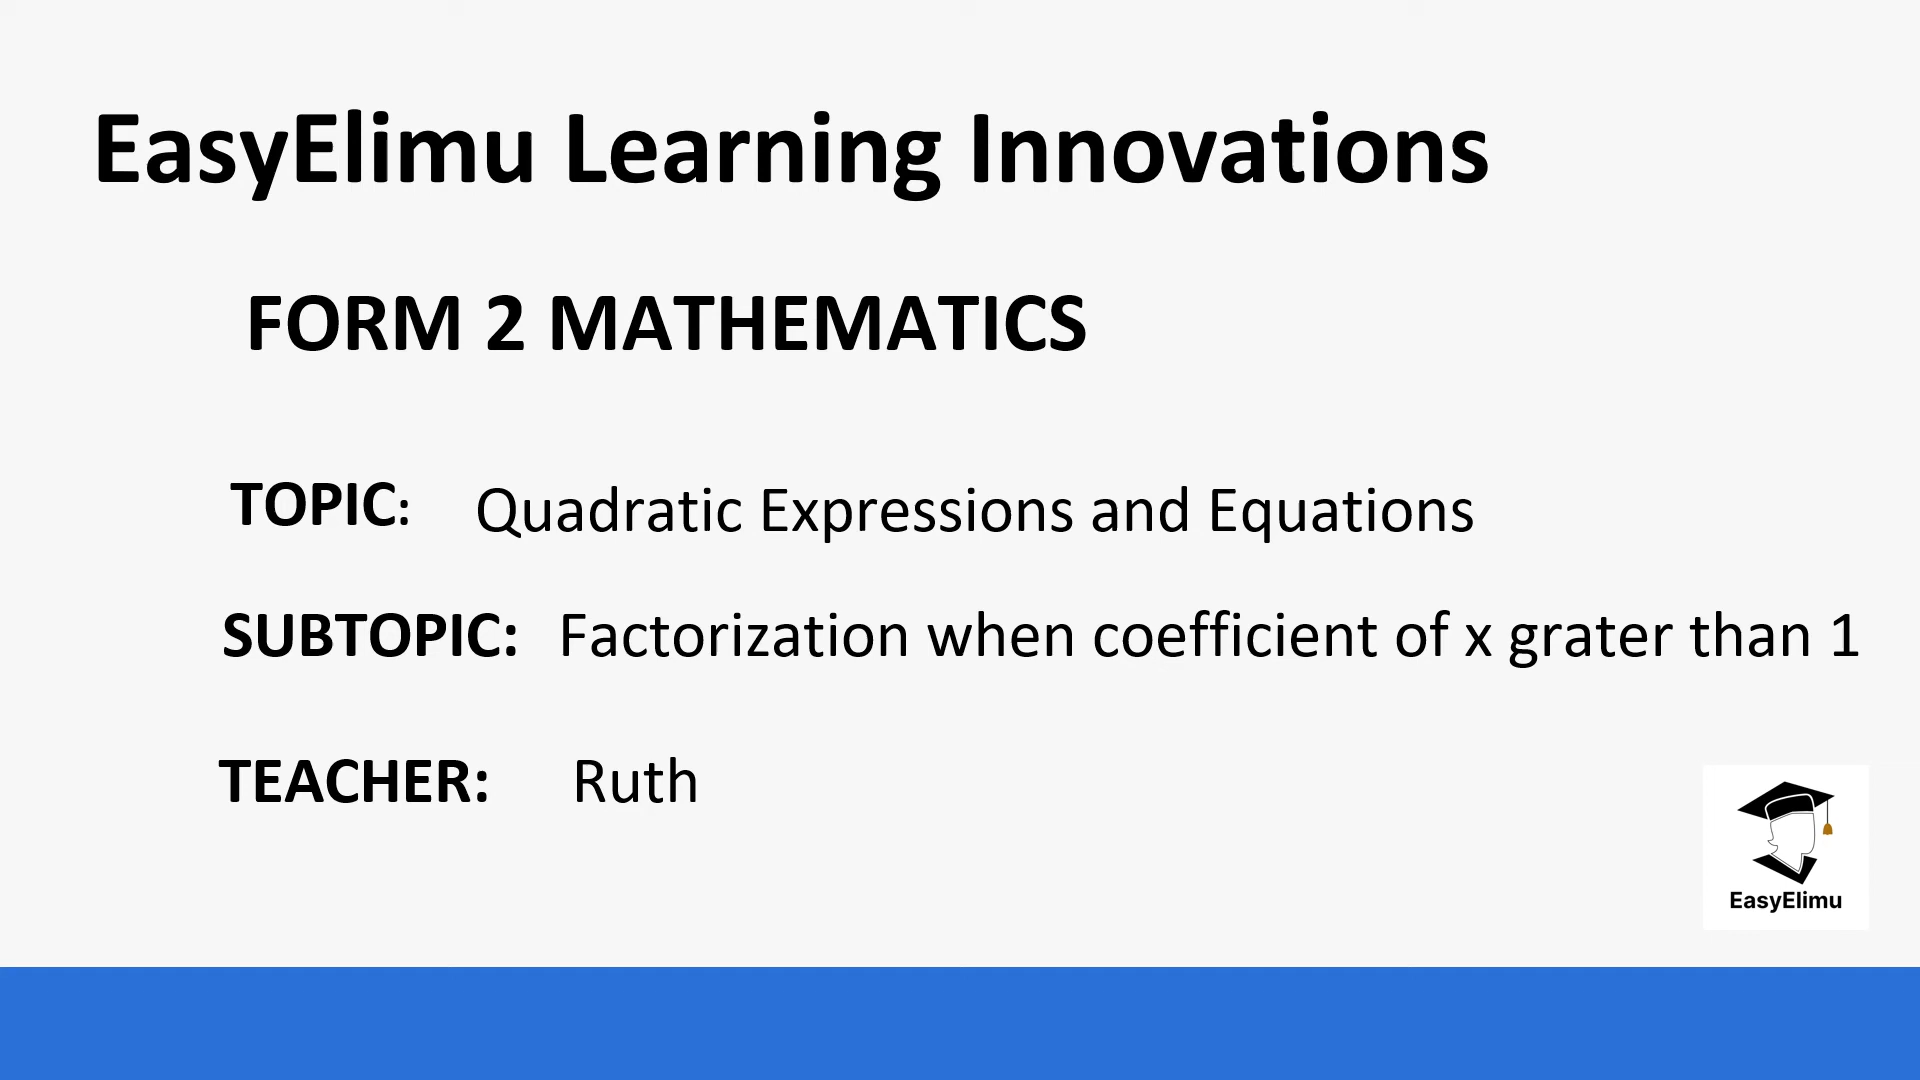 EasyElimu Learning Innovations
FORM 2 MATHEMATICS
TOPIC: Quadratic Expressions and Equations
SUBTOPIC: Factorization when coefficient of x grater than 1
TEACHER: Ruth
EasyElimu